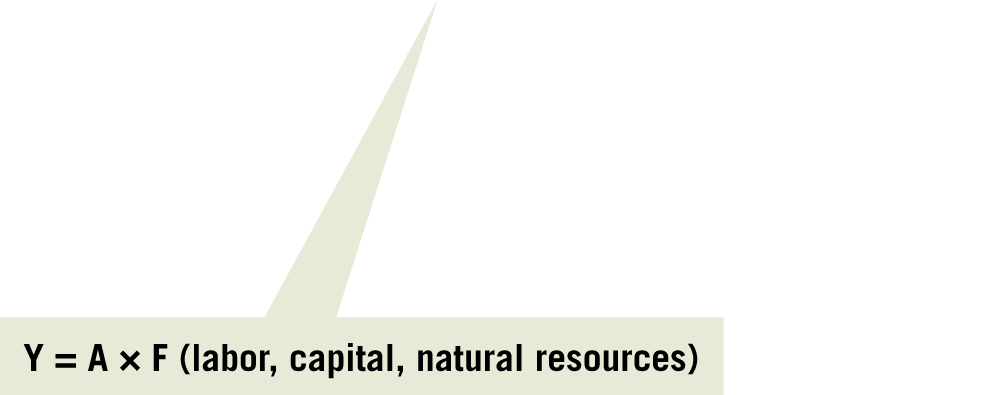 Y = A × F (labor, capital, natural resources)